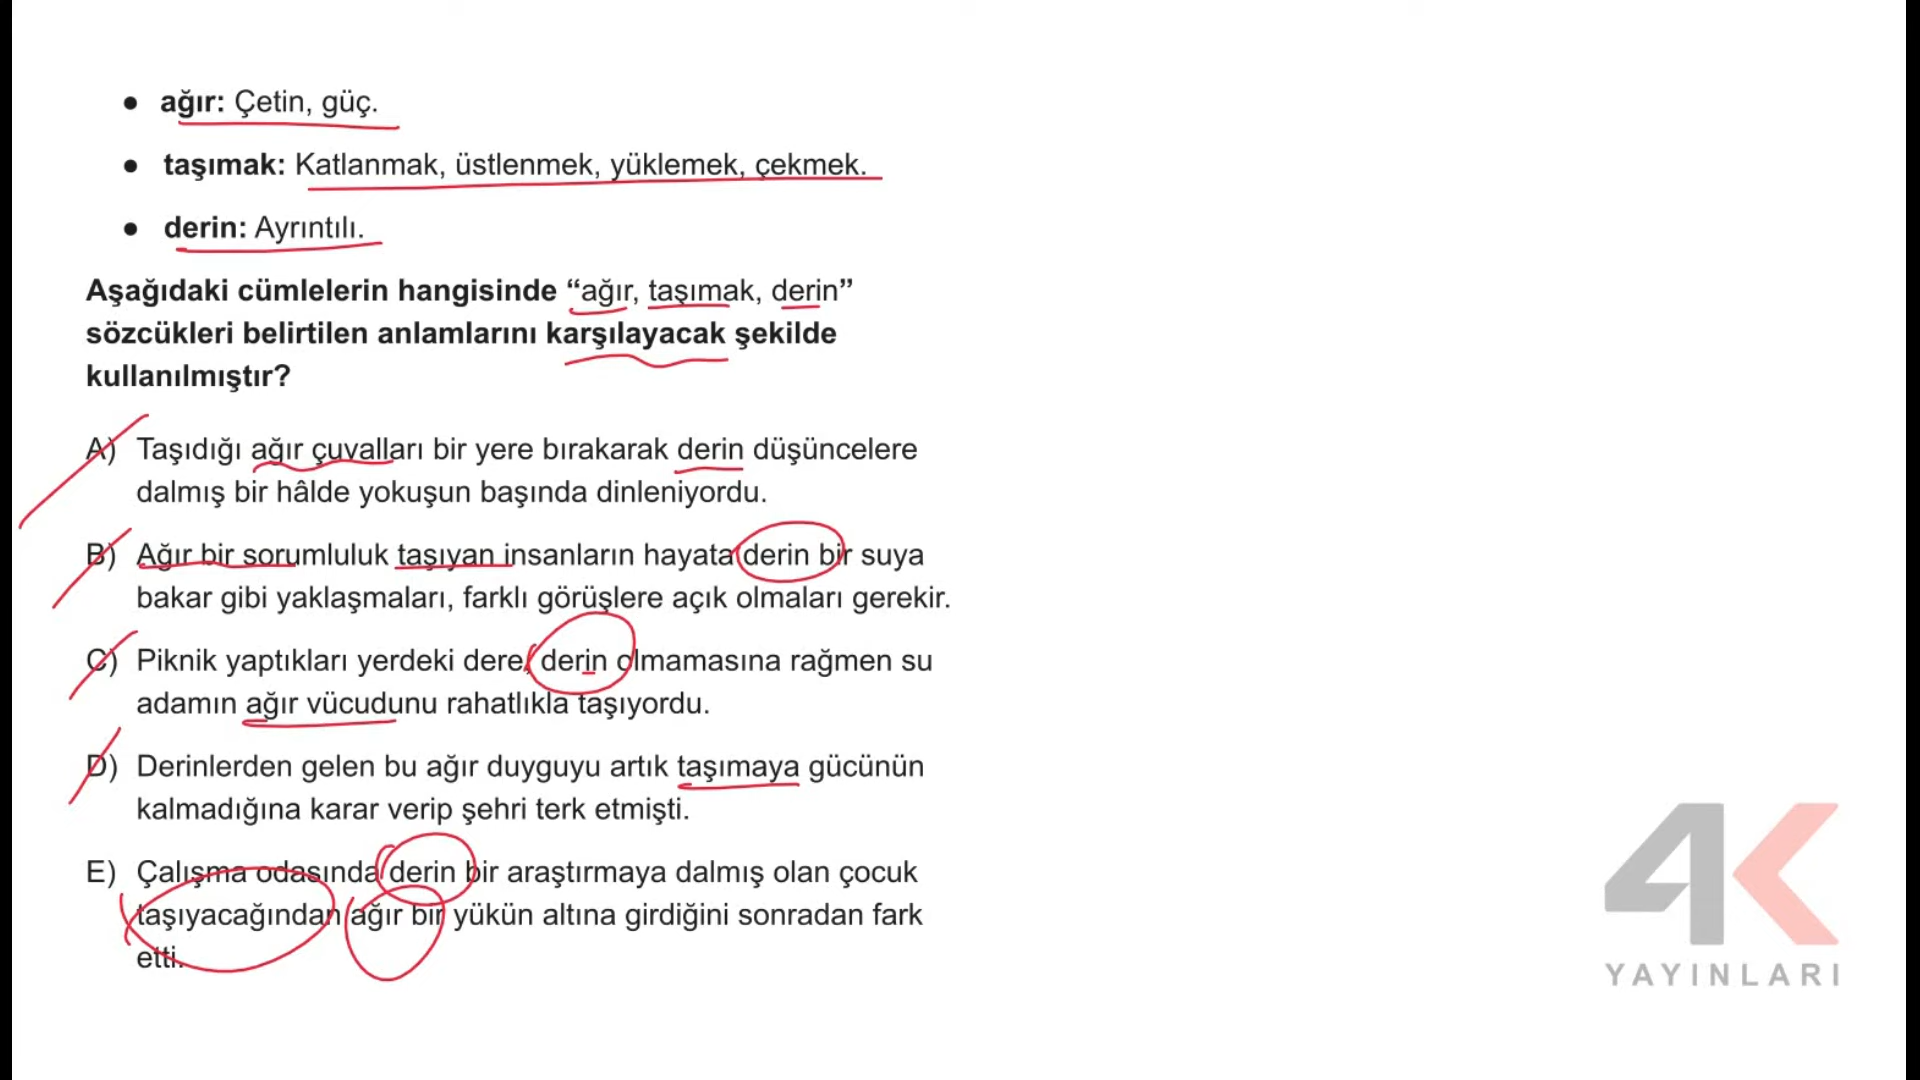 ● ağır: Çetin, güç.
● taşımak: Katlanmak, üstlenmek, yüklemek, çekmek.
● derin: Ayrıntılı.
Aşağıdaki cümlelerin hangisinde “ağır, taşımak, derin”
sözcükleri belirtilen anlamlarını karşılayacak şekilde
kullanılmıştır?
A) Taşıdığı ağır çuvalları bir yere bırakarak derin düşüncelere
dalmış bir hâlde yokuşun başında dinleniyordu.
B) Ağır bir sorumluluk taşıyan insanların hayata derin bir suya
bakar gibi yaklaşmaları, farklı görüşlere açık olmaları gerekir.
C) Piknik yaptıkları yerdeki dere, derin olmamasına rağmen su
adamın ağır vücudunu rahatlıkla taşıyordu.
D) Derinlerden gelen bu ağır duyguyu artık taşımaya gücünün
kalmadığına karar verip şehri terk etmişti.
E) Çalışma odasında derin bir araştırmaya dalmış olan çocuk
taşıyacağından ağır bir yükün altına girdiğini sonradan fark
etti.
4K
YAYINLARI